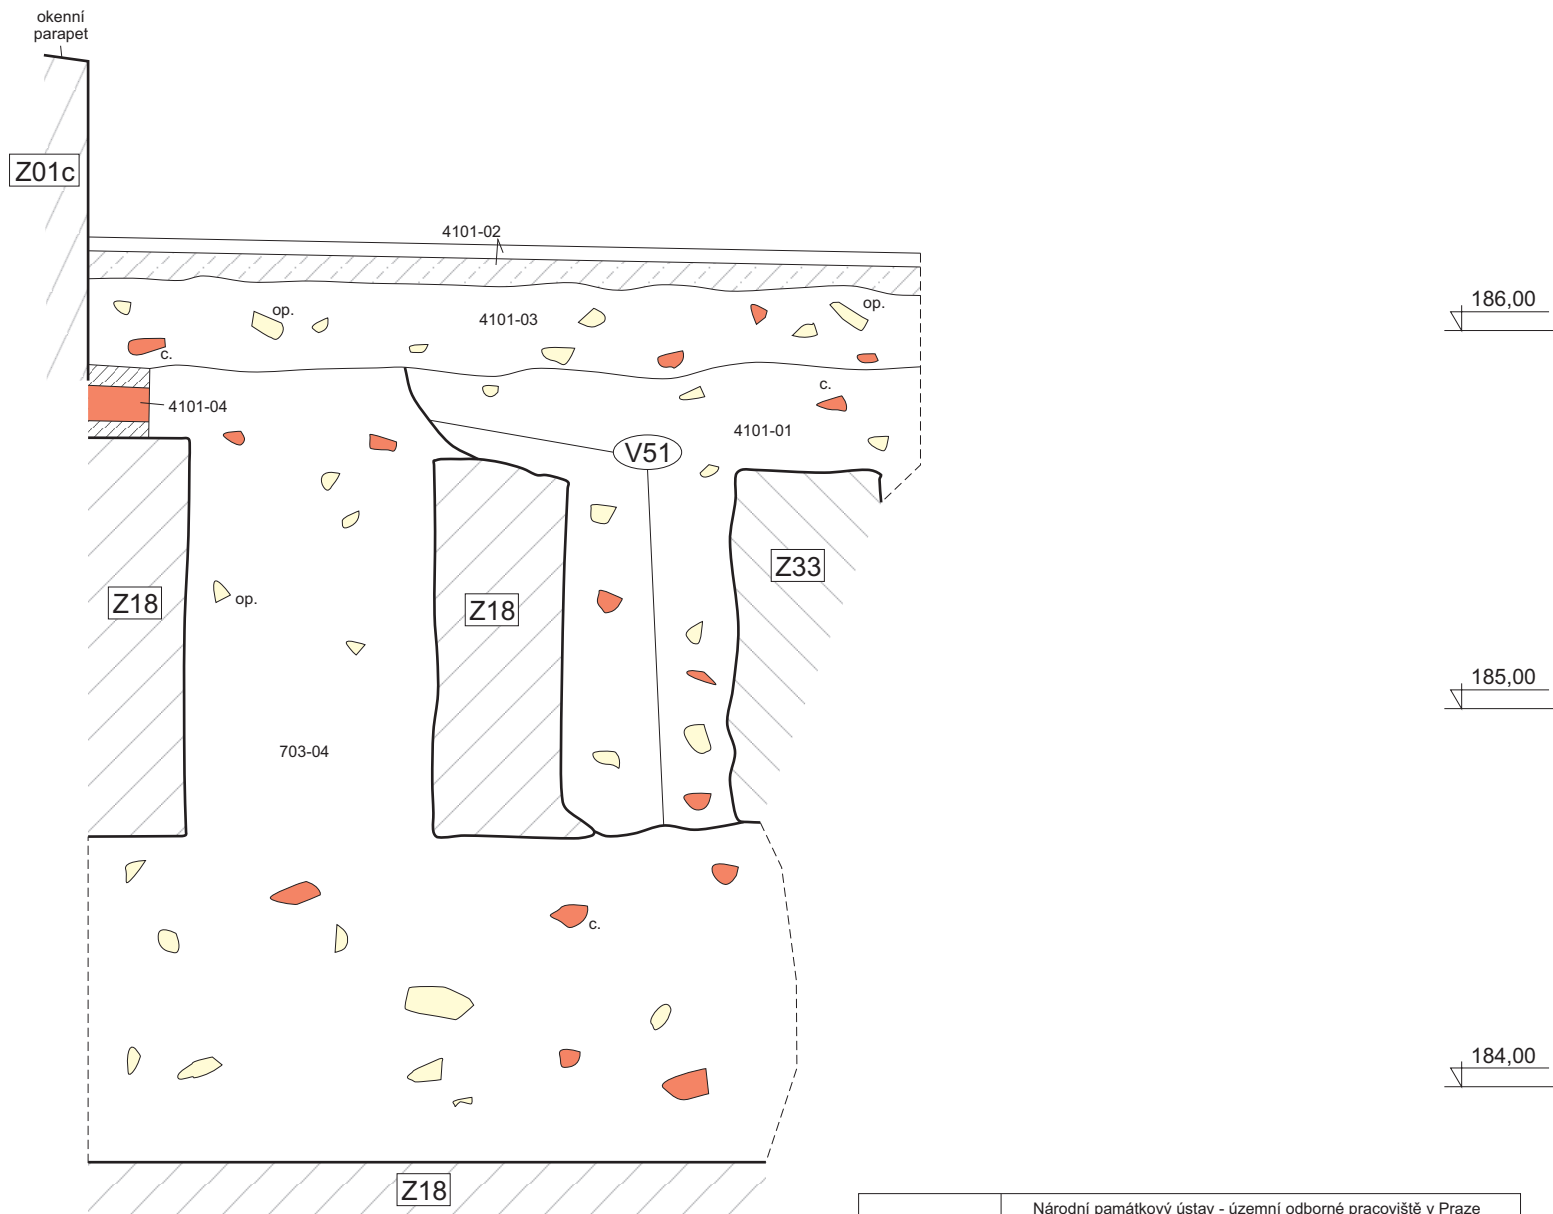 okenní
parapet
Z01c
4101-02
186,00
op.
op.
4101-03
c.
c.
4101-04
4101-01
V51
Z33
Z18
op.
Z18
185,00
703-04
c.
184,00
Z18
Národní památkový ústav - územní odborné pracoviště v Praze